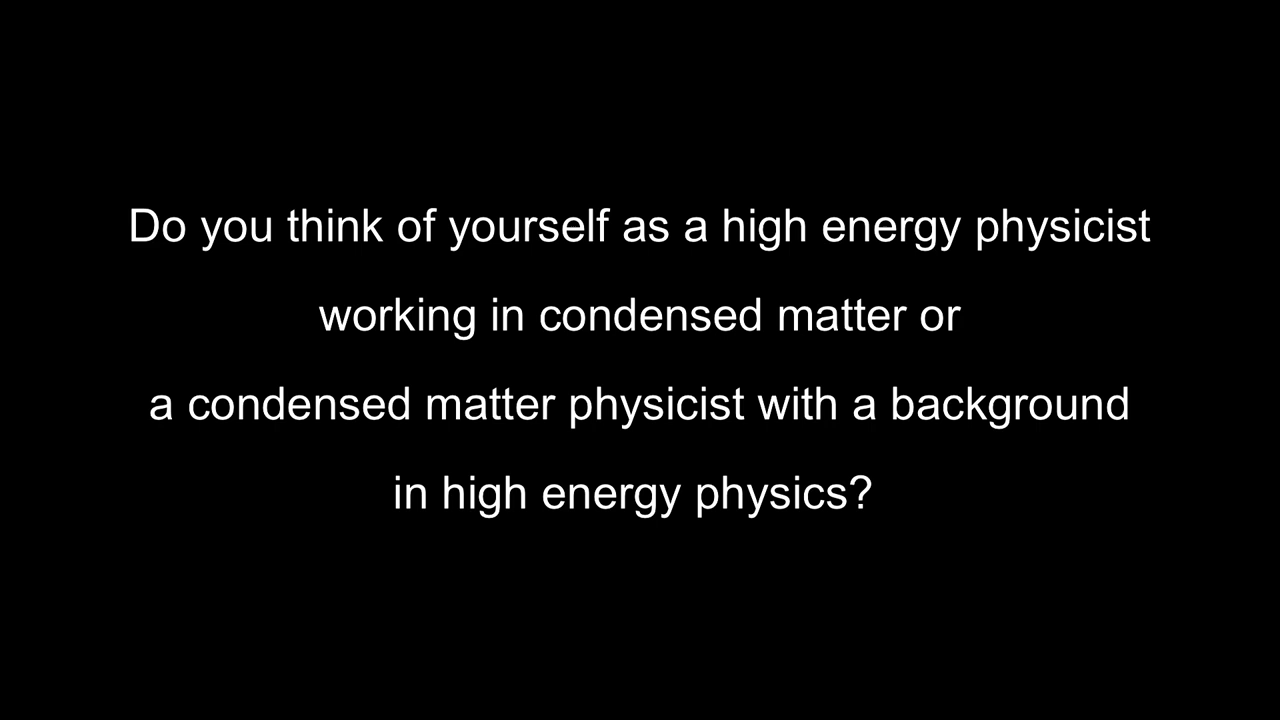 Do you think of yourself as a high energy physicist
working in condensed matter or
a condensed matter physicist with a background
in high energy physics?